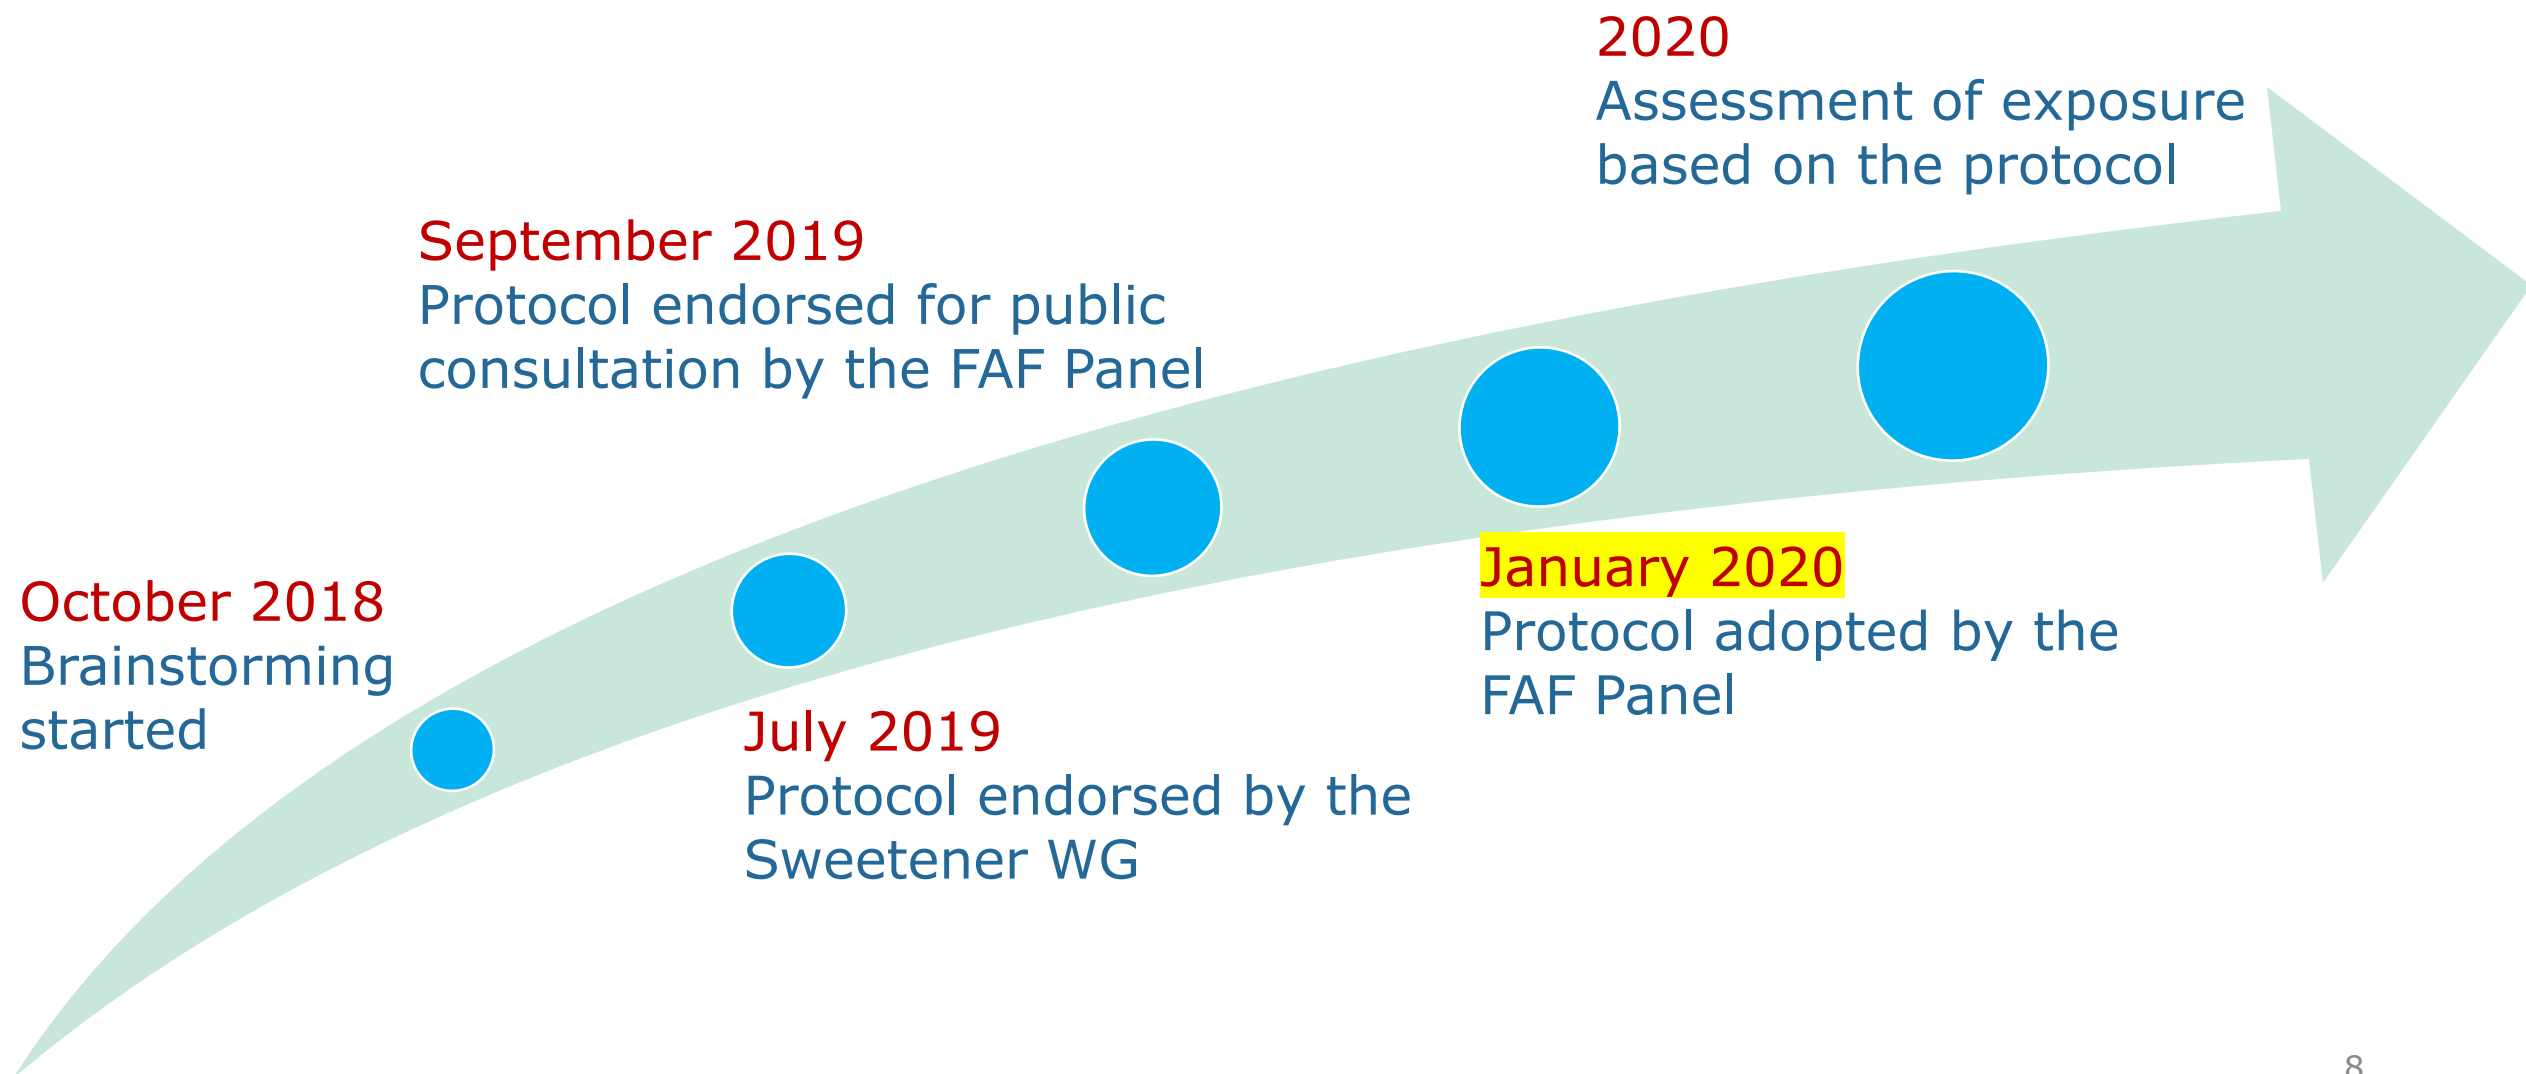 October 2018
Brainstorming
started
July 2019
Protocol endorsed by the
Sweetener WG
September 2019
Protocol endorsed for public
consultation by the FAF Panel
January 2020
Protocol adopted by the
FAF Panel
2020
Assessment of exposure
based on the protocol
8